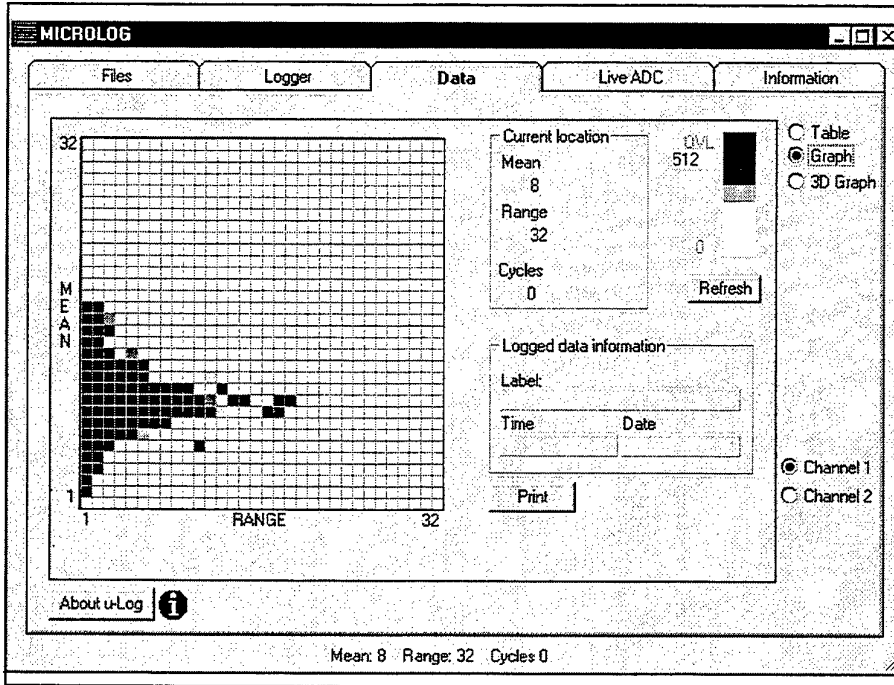 MICROLOG
Files Logger Data Live ADC Information
32
MEAN
1
1 RANGE 32
Current location
Mean
8
Range
32
Cycles
0
OVL
512
0
Refresh
Table
Graph
3D Graph
Logged data information
Label:
Time Date
Print
Channel 1
Channel 2
About u-Log
i
Mean: 8 Range: 32 Cycles 0